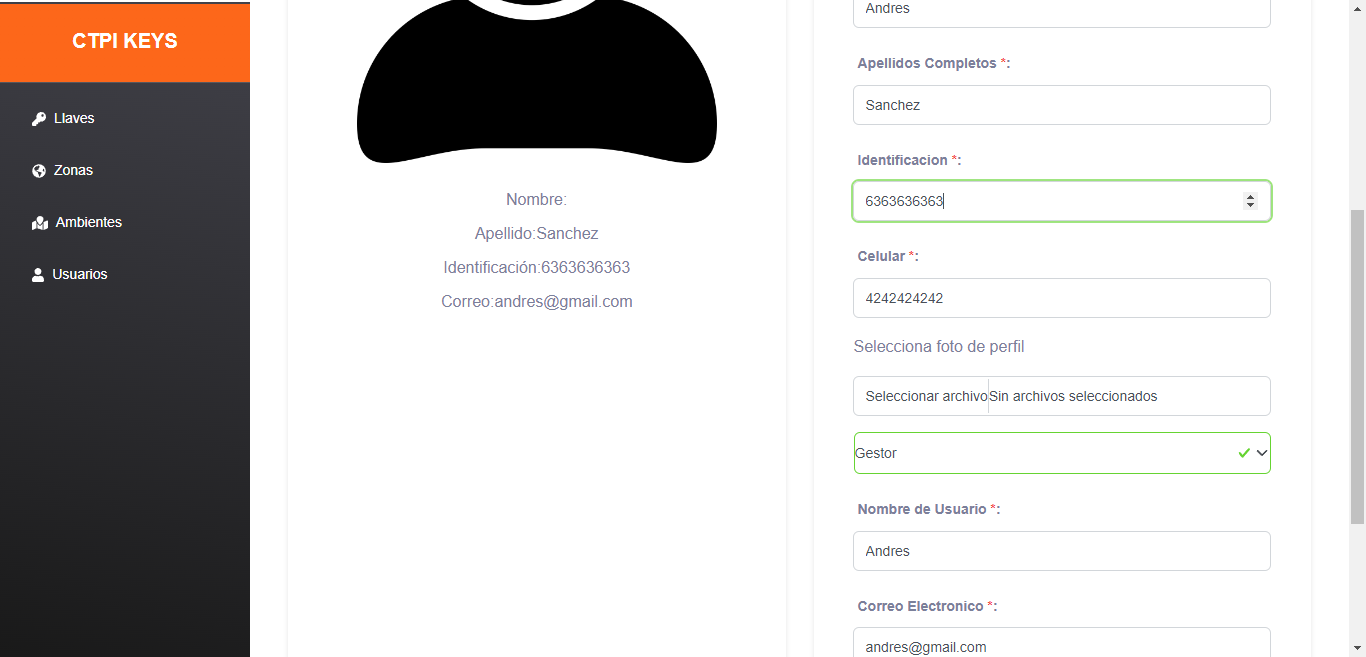 CTPI KEYS
Llaves
Zonas
Ambientes
Usuarios
Nombre:
Apellido:Sanchez
Identificación:6363636363
Correo:andres@gmail.com
Andres
Apellidos Completos *:
Sanchez
Identificacion *:
6363636363
Celular *:
4242424242
Selecciona foto de perfil
Seleccionar archivo Sin archivos seleccionados
Gestor
Nombre de Usuario *:
Andres
Correo Electronico *:
andres@gmail.com